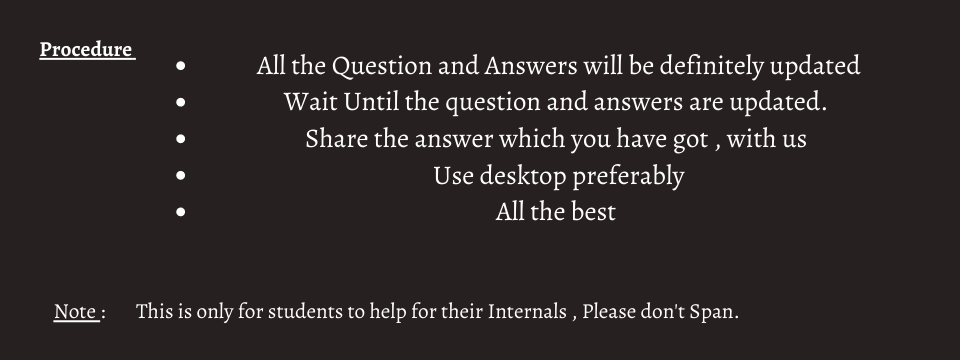 Procedure
• All the Question and Answers will be definitely updated
• Wait Until the question and answers are updated.
• Share the answer which you have got , with us
• Use desktop preferably
• All the best
Note : This is only for students to help for their Internals , Please don't Span.